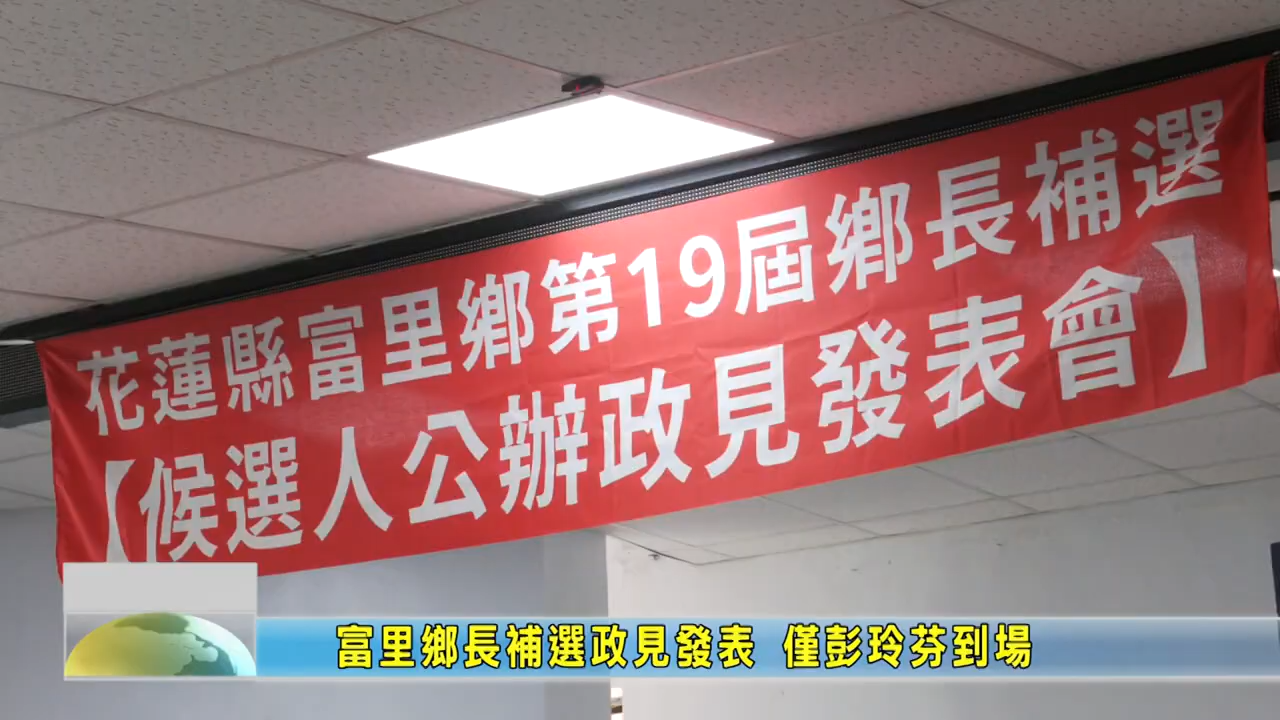 花蓮縣富里鄉第19屆鄉長補選
【候選人公辦政見發表會】
富里鄉長補選政見發表 僅彭玲芬到場